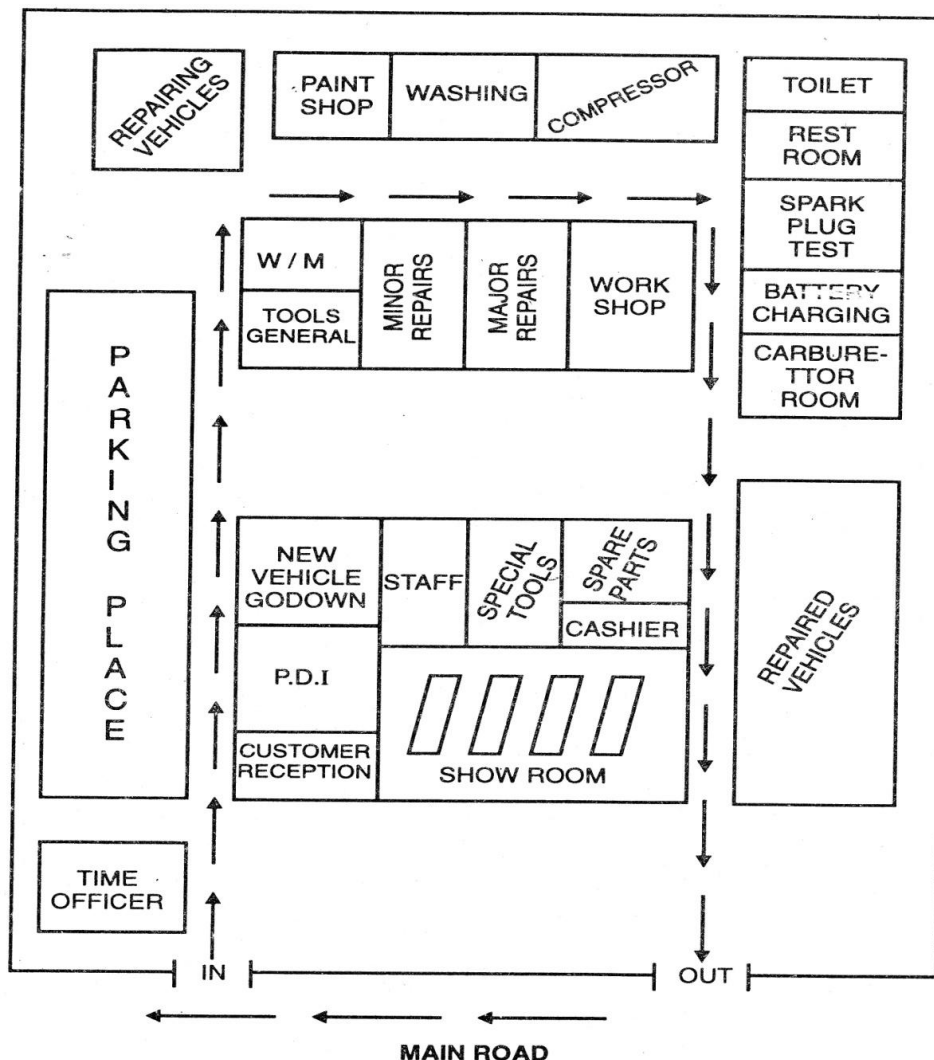 REPAIRING
VEHICLES
PAINT
SHOP
WASHING
COMPRESSOR
TOILET
REST
ROOM
SPARK
PLUG
TEST
BATTERY
CHARGING
CARBURE-
TTOR
ROOM
W / M
TOOLS
GENERAL
MINOR
REPAIRS
MAJOR
REPAIRS
WORK
SHOP
PARKING PLACE
NEW
VEHICLE
GODOWN
STAFF
SPECIAL
TOOLS
SPARE
PARTS
CASHIER
P.D.I
CUSTOMER
RECEPTION
SHOW ROOM
REPAIRED
VEHICLES
TIME
OFFICER
IN
OUT
MAIN ROAD